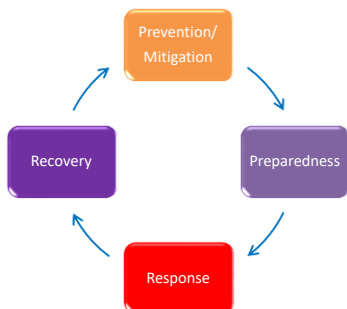 Prevention/
Mitigation
Recovery
Preparedness
Response